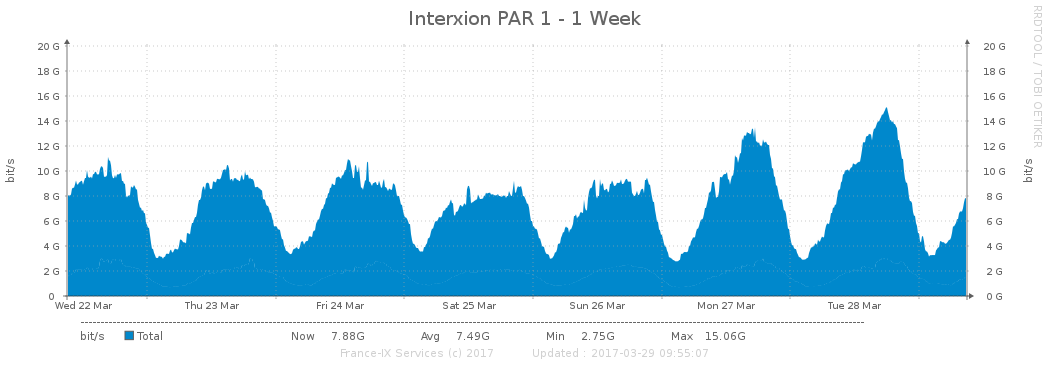 Interxion PAR 1 - 1 Week
RRDTOOL / TOBI OETIKER
bit/s
bit/s
20 G 20 G
18 G 18 G
16 G 16 G
14 G 14 G
12 G 12 G
10 G 10 G
8 G 8 G
6 G 6 G
4 G 4 G
2 G 2 G
0 0 G
Wed 22 Mar Thu 23 Mar Fri 24 Mar Sat 25 Mar Sun 26 Mar Mon 27 Mar Tue 28 Mar
bit/s Total Now 7.88G Avg 7.49G Min 2.75G Max 15.06G
France-IX Services (c) 2017 Updated : 2017-03-29 09:55:07